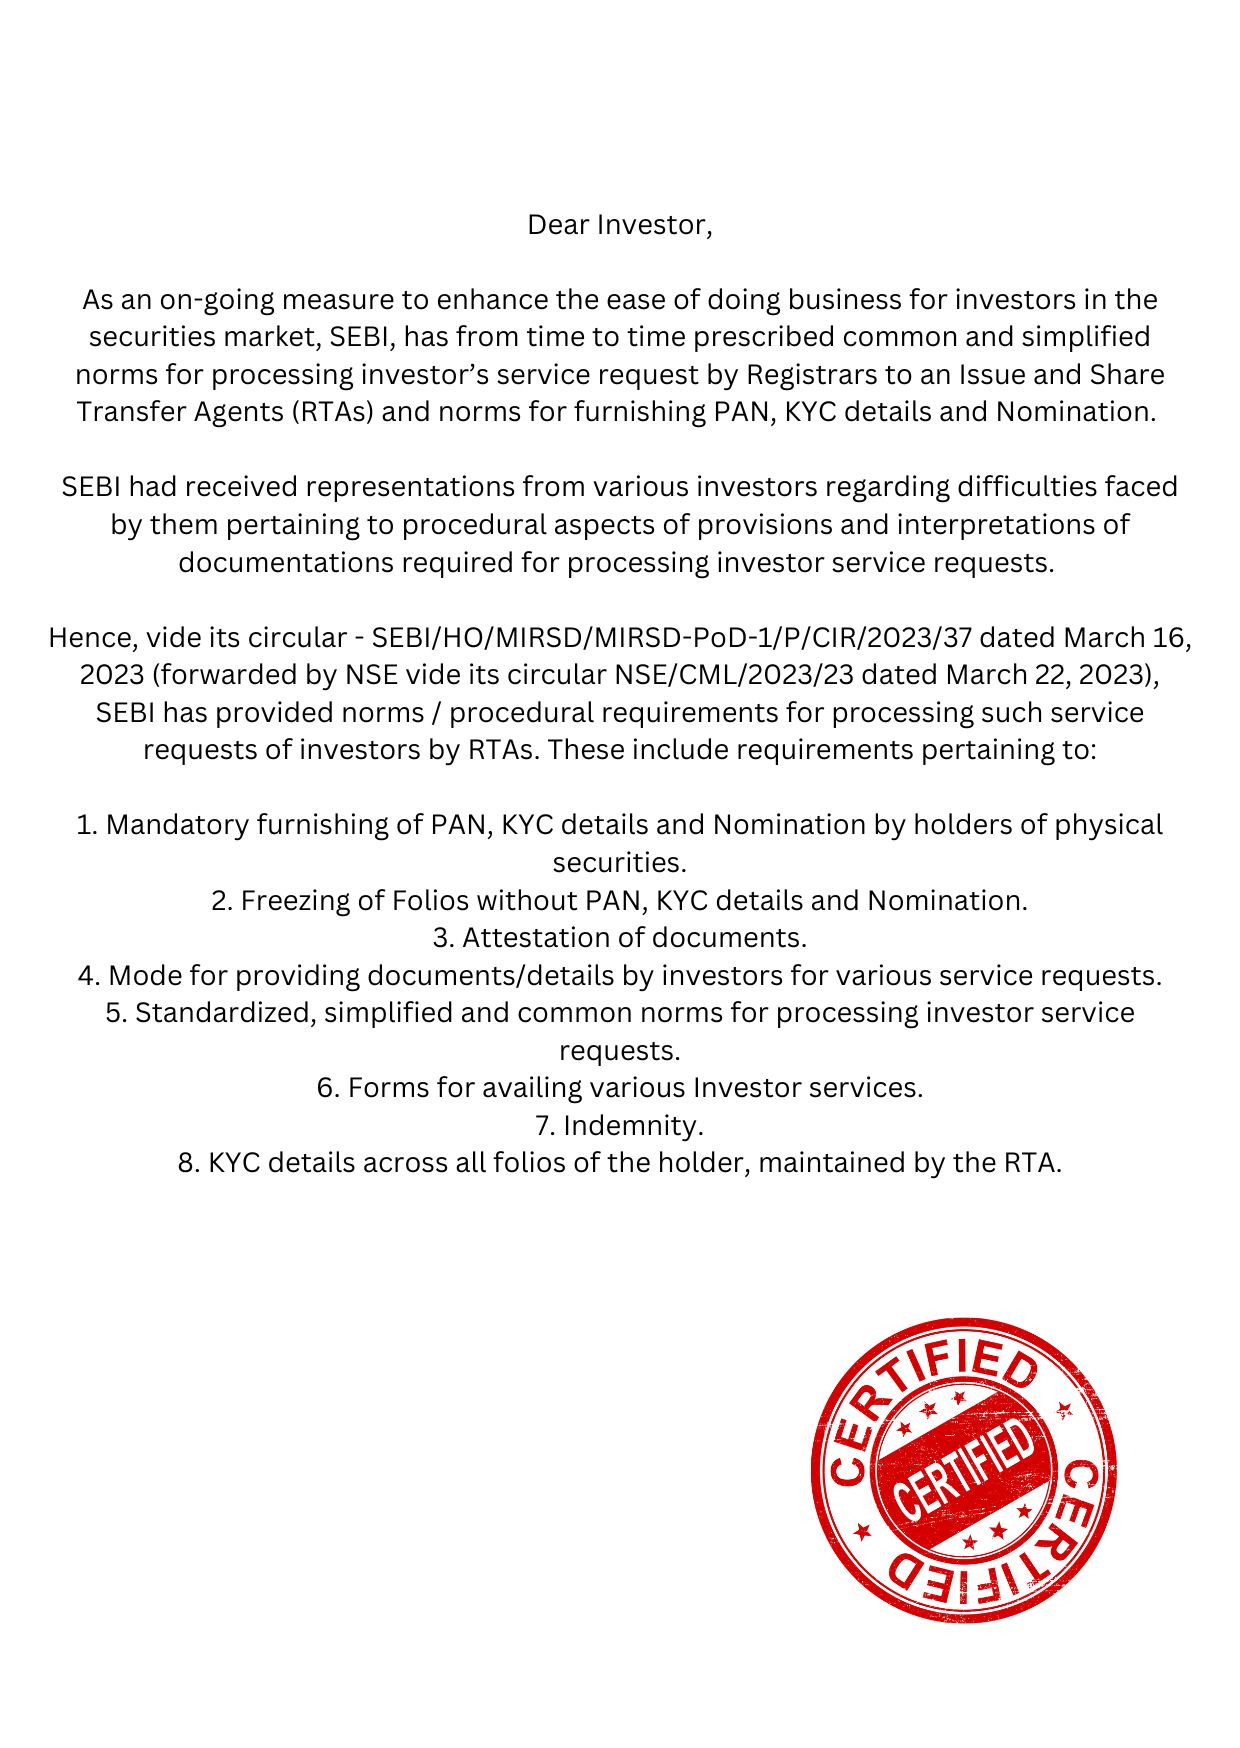 Dear Investor,
As an on-going measure to enhance the ease of doing business for investors in the
securities market, SEBI, has from time to time prescribed common and simplified
norms for processing investor’s service request by Registrars to an Issue and Share
Transfer Agents (RTAs) and norms for furnishing PAN, KYC details and Nomination.
SEBI had received representations from various investors regarding difficulties faced
by them pertaining to procedural aspects of provisions and interpretations of
documentations required for processing investor service requests.
Hence, vide its circular - SEBI/HO/MIRSD/MIRSD-PoD-1/P/CIR/2023/37 dated March 16,
2023 (forwarded by NSE vide its circular NSE/CML/2023/23 dated March 22, 2023),
SEBI has provided norms / procedural requirements for processing such service
requests of investors by RTAs. These include requirements pertaining to:
1. Mandatory furnishing of PAN, KYC details and Nomination by holders of physical
securities.
2. Freezing of Folios without PAN, KYC details and Nomination.
3. Attestation of documents.
4. Mode for providing documents/details by investors for various service requests.
5. Standardized, simplified and common norms for processing investor service
requests.
6. Forms for availing various Investor services.
7. Indemnity.
8. KYC details across all folios of the holder, maintained by the RTA.
CERTIFIED
CERTIFIED
CERTIFIED